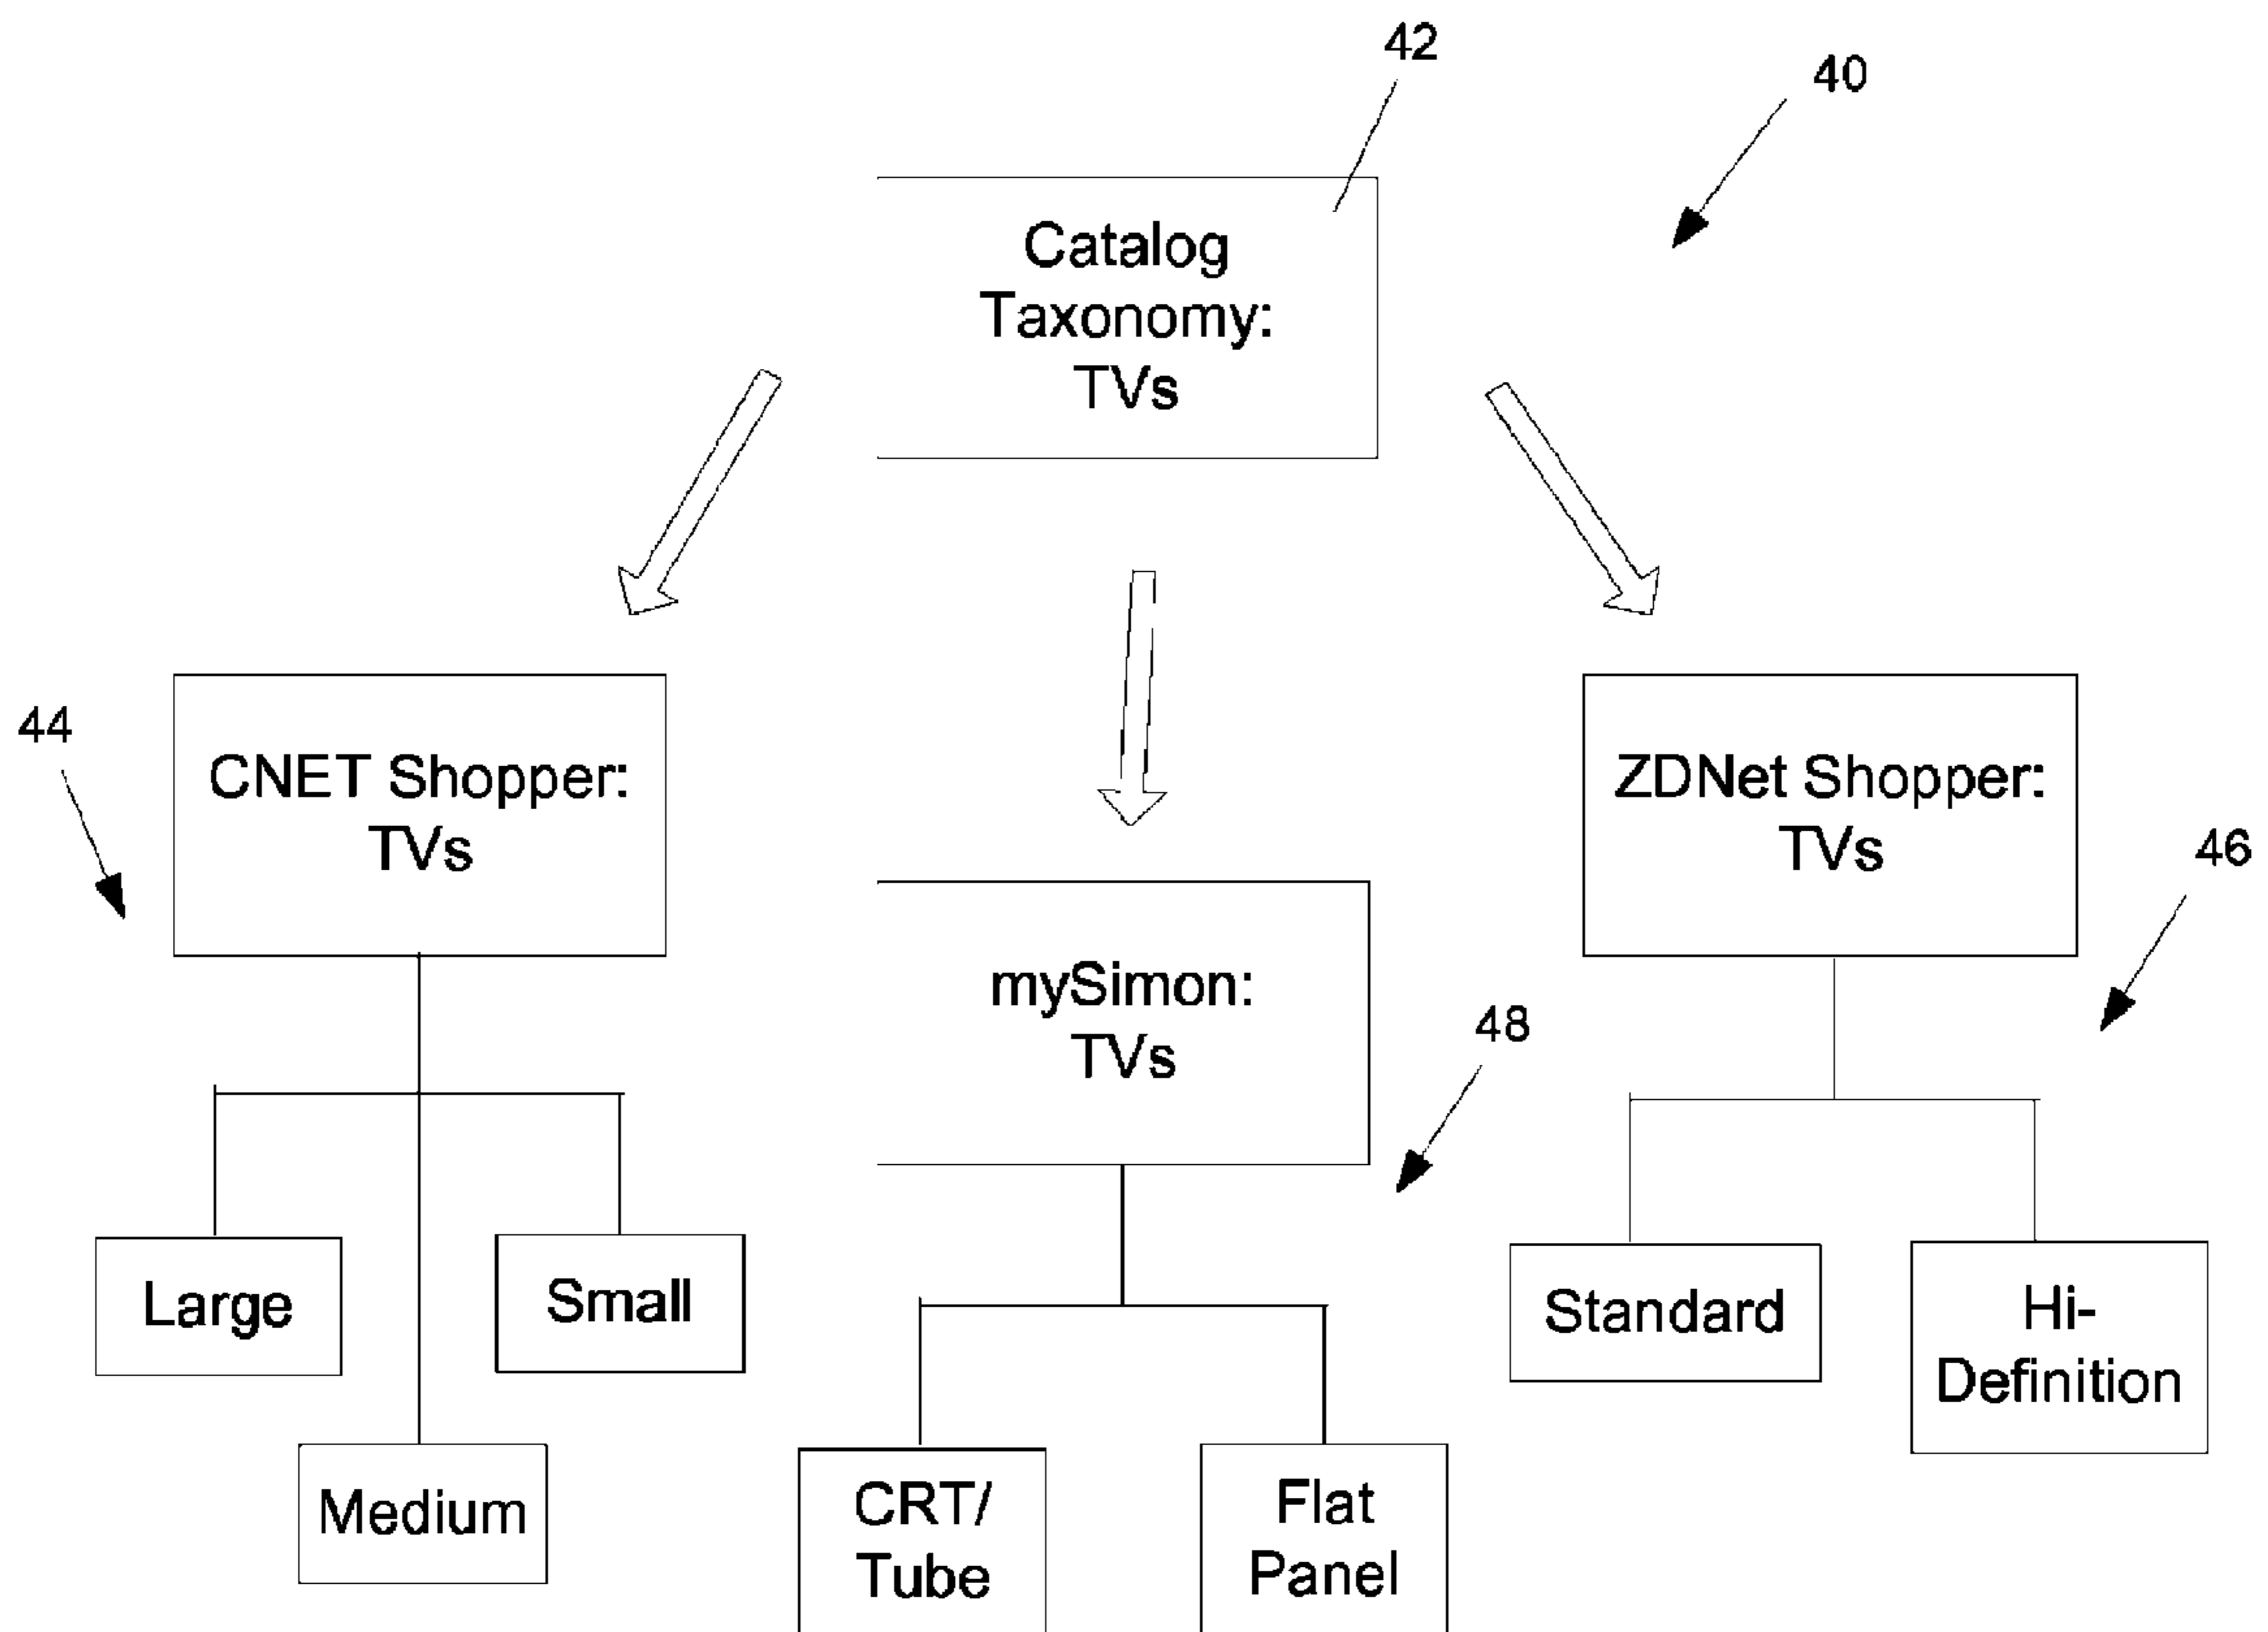 42
40
Catalog
Taxonomy:
TVs
44
CNET Shopper:
TVs
ZDNet Shopper:
TVs
46
mySimon:
TVs
48
Large
Small
Standard
Hi-
Definition
Medium
CRT/
Tube
Flat
Panel